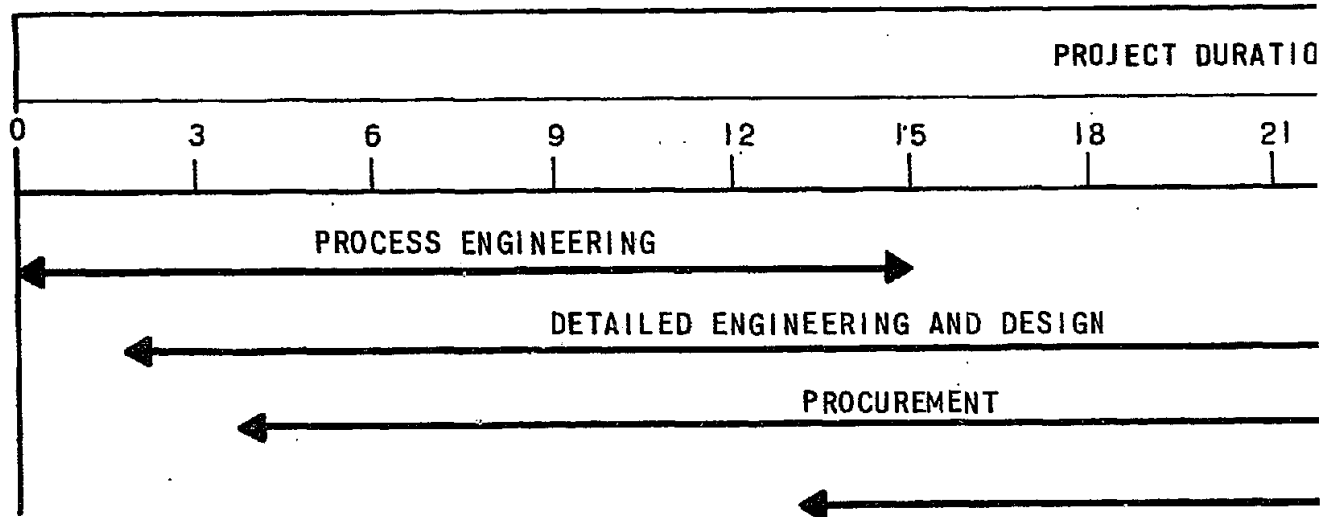 PROJECT DURATIO
0 3 6 9 12 15 18 21
PROCESS ENGINEERING
DETAILED ENGINEERING AND DESIGN
PROCUREMENT